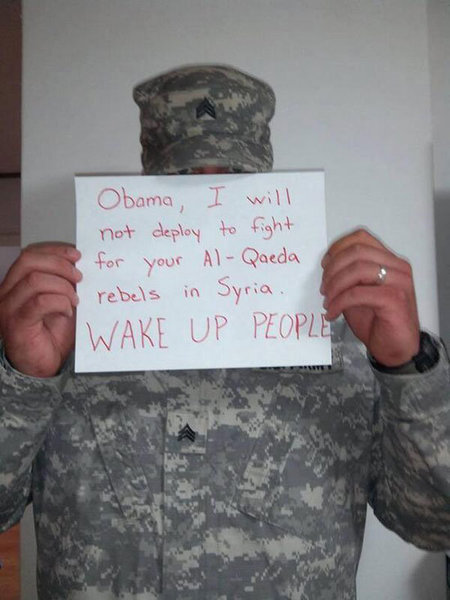 Obama, I will
not deploy to fight
for your Al-Qaeda
rebels in Syria.
WAKE UP PEOPLE